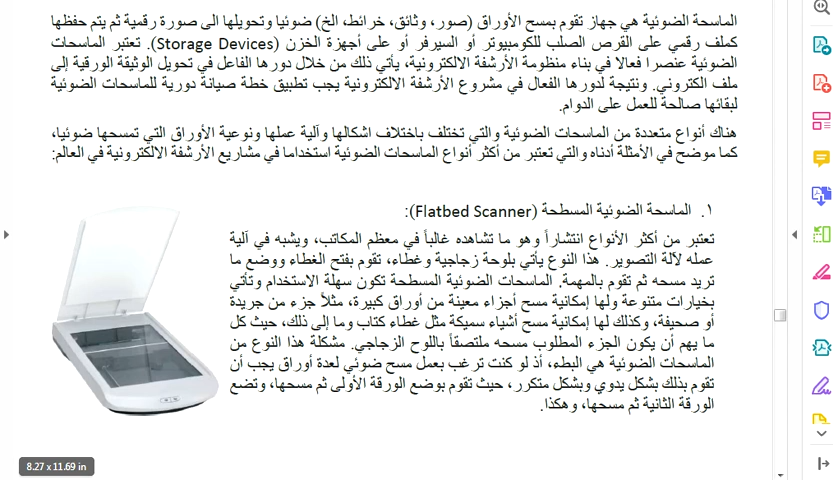 الماسحة الضوئية هي جهاز تقوم بمسح الأوراق (صور، وثائق، خرائط، الخ) ضوئيا وتحويلها الى صورة رقمية ثم يتم حفظها
كملف رقمي على القرص الصلب للكومبيوتر أو السيرفر أو على أجهزة الخزن (Storage Devices). تعتبر الماسحات
الضوئية عنصرا فعالا في بناء منظومة الأرشفة الالكترونية، يأتي ذلك من خلال دورها الفاعل في تحويل الوثيقة الورقية إلى
ملف الكتروني. ونتيجة لدورها الفعال في مشروع الأرشفة الالكترونية يجب تطبيق خطة صيانة دورية للماسحات الضوئية
لبقائها صالحة للعمل على الدوام.
هناك أنواع متعددة من الماسحات الضوئية والتي تختلف باختلاف اشكالها وآلية عملها ونوعية الأوراق التي تمسحها ضوئيا،
كما موضح في الأمثلة أدناه والتي تعتبر من أكثر أنواع الماسحات الضوئية استخداما في مشاريع الأرشفة الالكترونية في العالم:
١. الماسحة الضوئية المسطحة (Flatbed Scanner):
تعتبر من أكثر الأنواع انتشاراً وهو ما تشاهده غالباً في معظم المكاتب، ويشبه في آلية
عمله لآلة التصوير. هذا النوع يأتي بلوحة زجاجية وغطاء، تقوم بفتح الغطاء ووضع ما
تريد مسحه ثم تقوم بالمهمة. الماسحات الضوئية المسطحة تكون سهلة الاستخدام وتأتي
بخيارات متنوعة ولها إمكانية مسح أجزاء معينة من أوراق كبيرة، مثلاً جزء من جريدة
أو صحيفة، وكذلك لها إمكانية مسح أشياء سميكة مثل غطاء كتاب وما إلى ذلك، حيث كل
ما يهم أن يكون الجزء المطلوب مسحه ملتصقاً باللوح الزجاجي. مشكلة هذا النوع من
الماسحات الضوئية هي البطء، أذ لو كنت ترغب بعمل مسح ضوئي لعدة أوراق يجب أن
تقوم بذلك بشكل يدوي وبشكل متكرر، حيث تقوم بوضع الورقة الأولى ثم مسحها، وتضع
الورقة الثانية ثم مسحها، وهكذا.
8.27 x 11.69 in